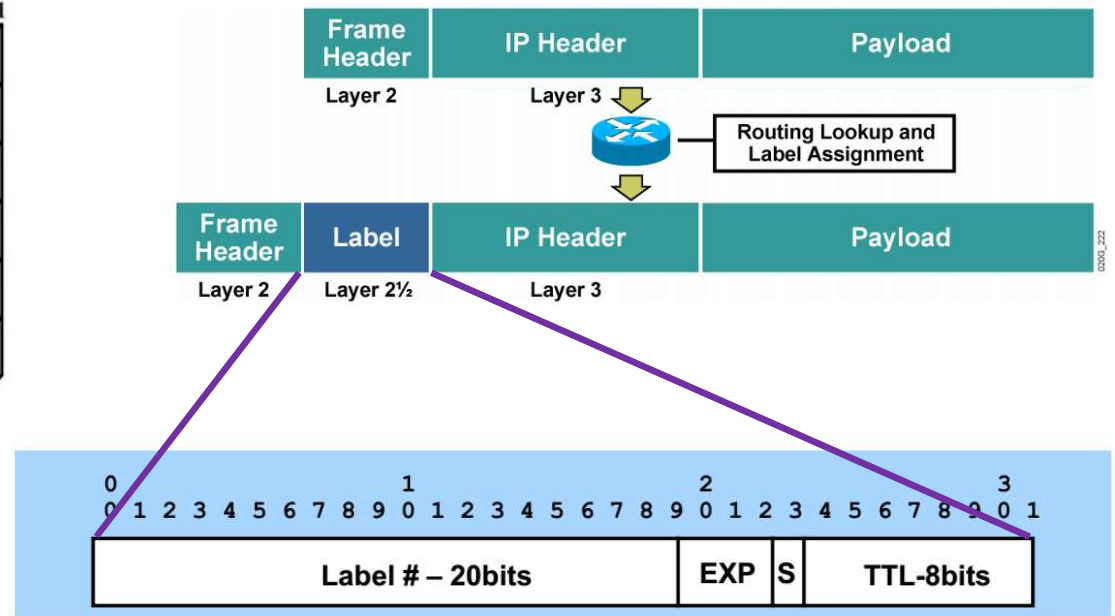 Frame Header IP Header Payload
Layer 2 Layer 3
Routing Lookup and
Label Assignment
Frame Header Label IP Header Payload
Layer 2 Layer 2½ Layer 3
020G_222
0 1 2 3
0 1 2 3 4 5 6 7 8 9 0 1 2 3 4 5 6 7 8 9 0 1 2 3 4 5 6 7 8 9 0 1
Label # – 20bits EXP S TTL-8bits